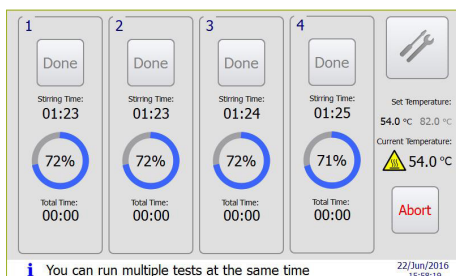 1
Done
Stirring Time:
01:23
72%
Total Time:
00:00
2
Done
Stirring Time:
01:23
72%
Total Time:
00:00
3
Done
Stirring Time:
01:24
72%
Total Time:
00:00
4
Done
Stirring Time:
01:25
71%
Total Time:
00:00
Set Temperature:
54.0 °C 82.0 °C
Current Temperature:
54.0 °C
Abort
i You can run multiple tests at the same time
22/Jun/2016
15:58:19